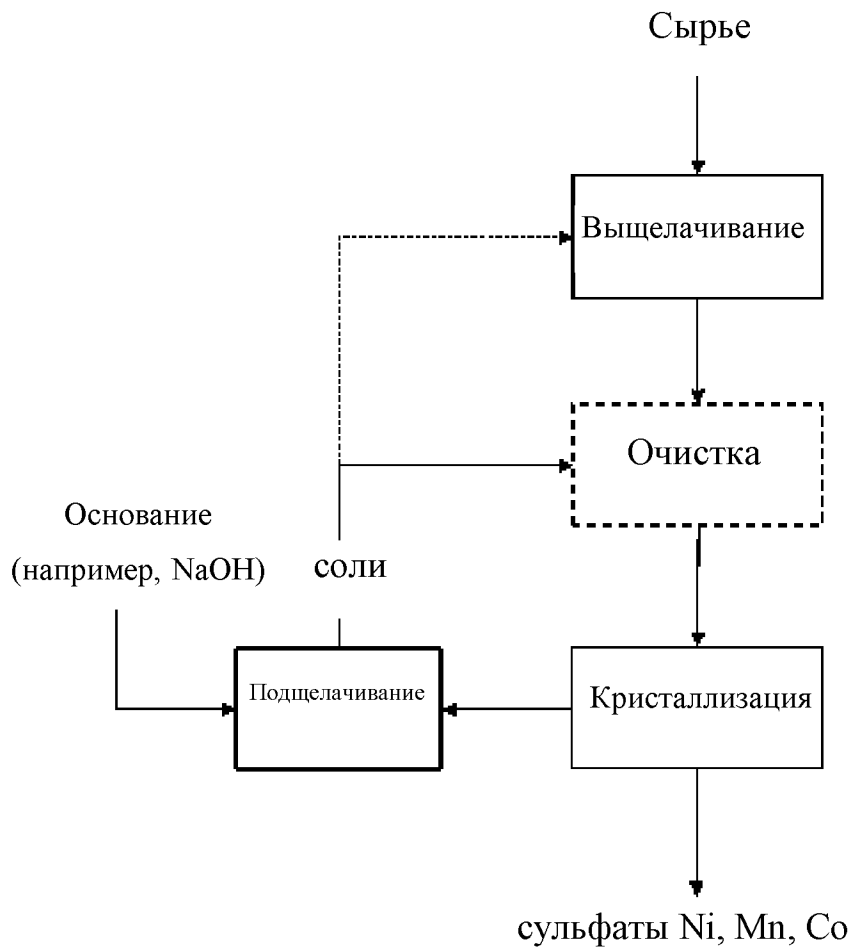 Сырье
Выщелачивание
Очистка
Основание
(например, NaOH)
соли
Подщелачивание
Кристаллизация
сульфаты Ni, Mn, Co